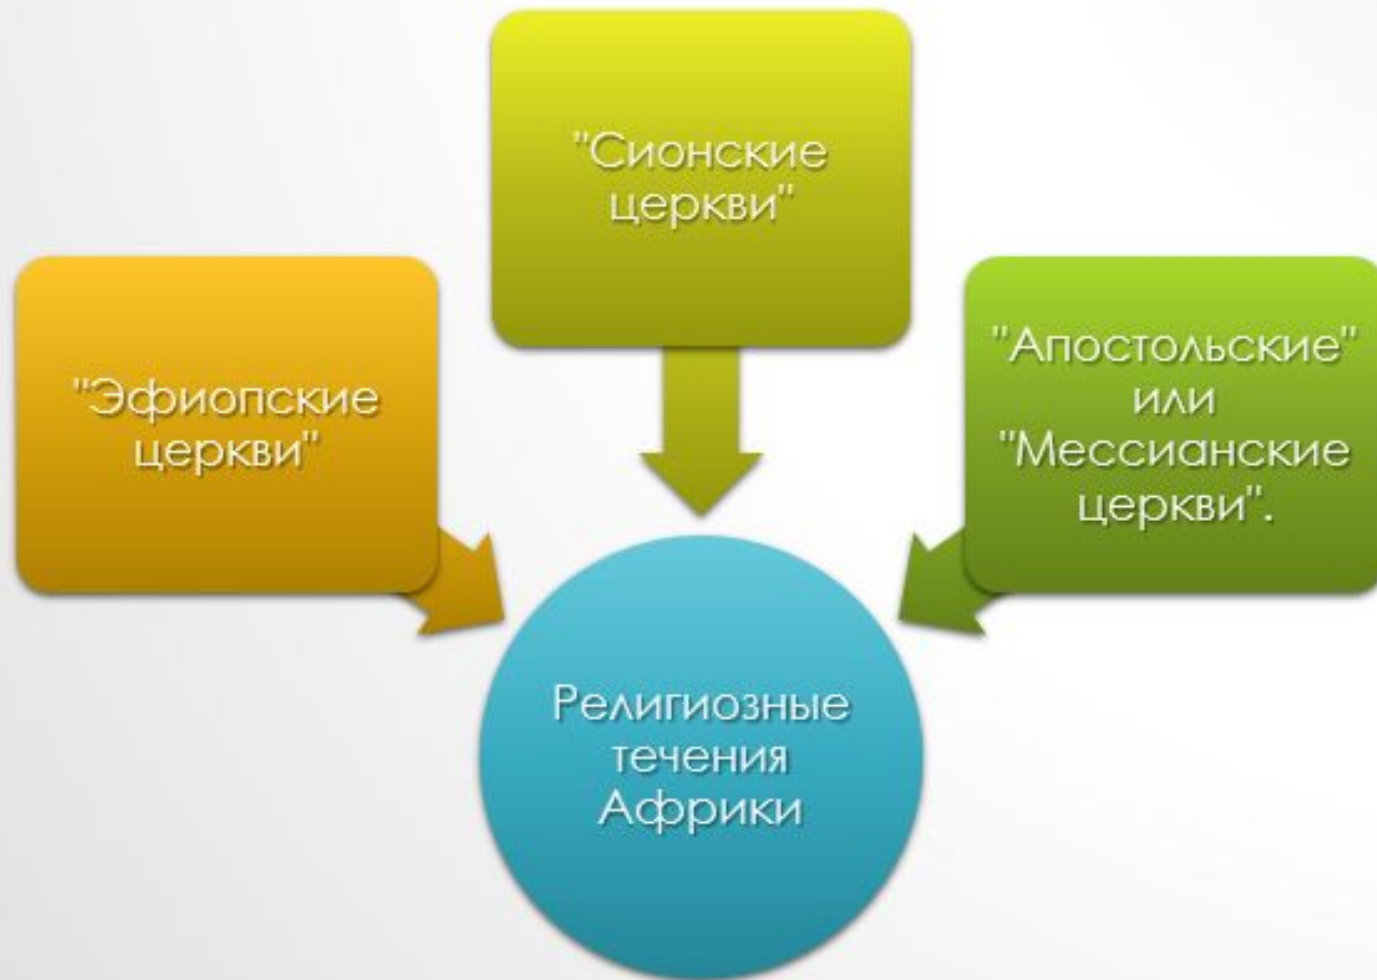 "Сионские
церкви"
"Эфиопские
церкви"
"Апостольские"
или
"Мессианские
церкви".
Религиозные
течения
Африки